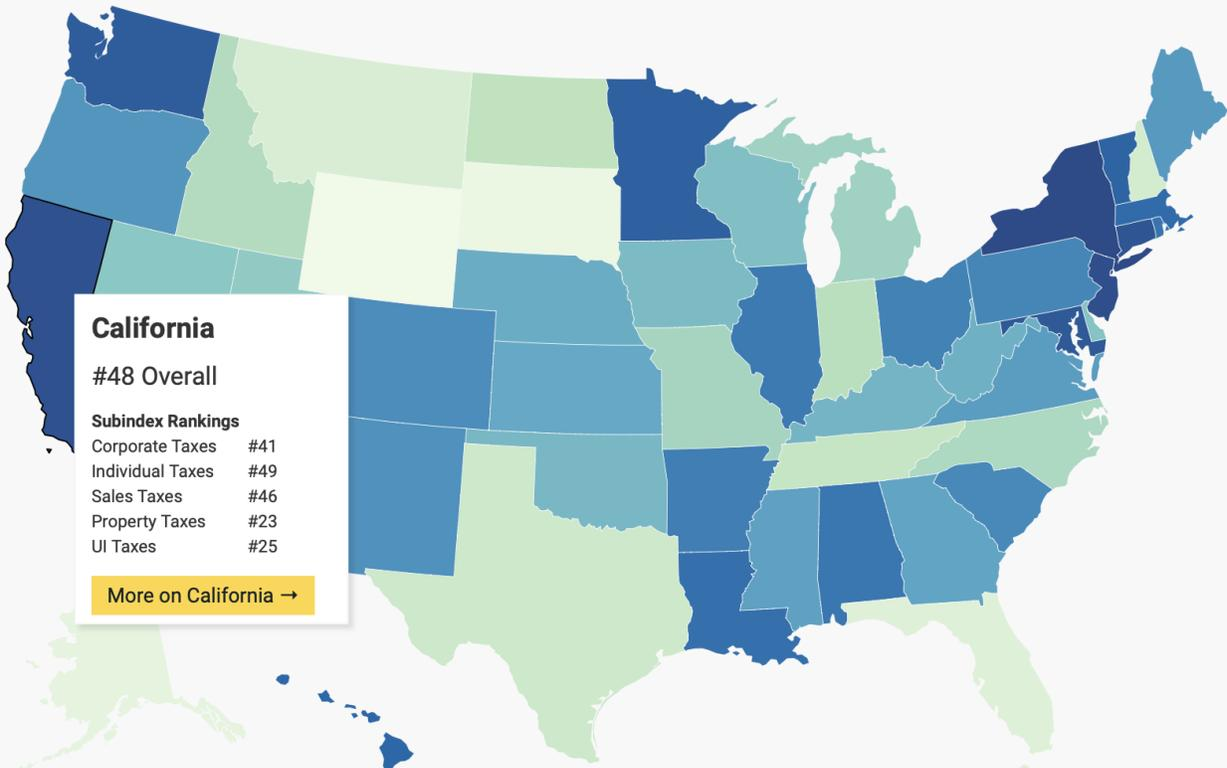 California
#48 Overall
Subindex Rankings
Corporate Taxes #41
Individual Taxes #49
Sales Taxes #46
Property Taxes #23
UI Taxes #25
More on California →